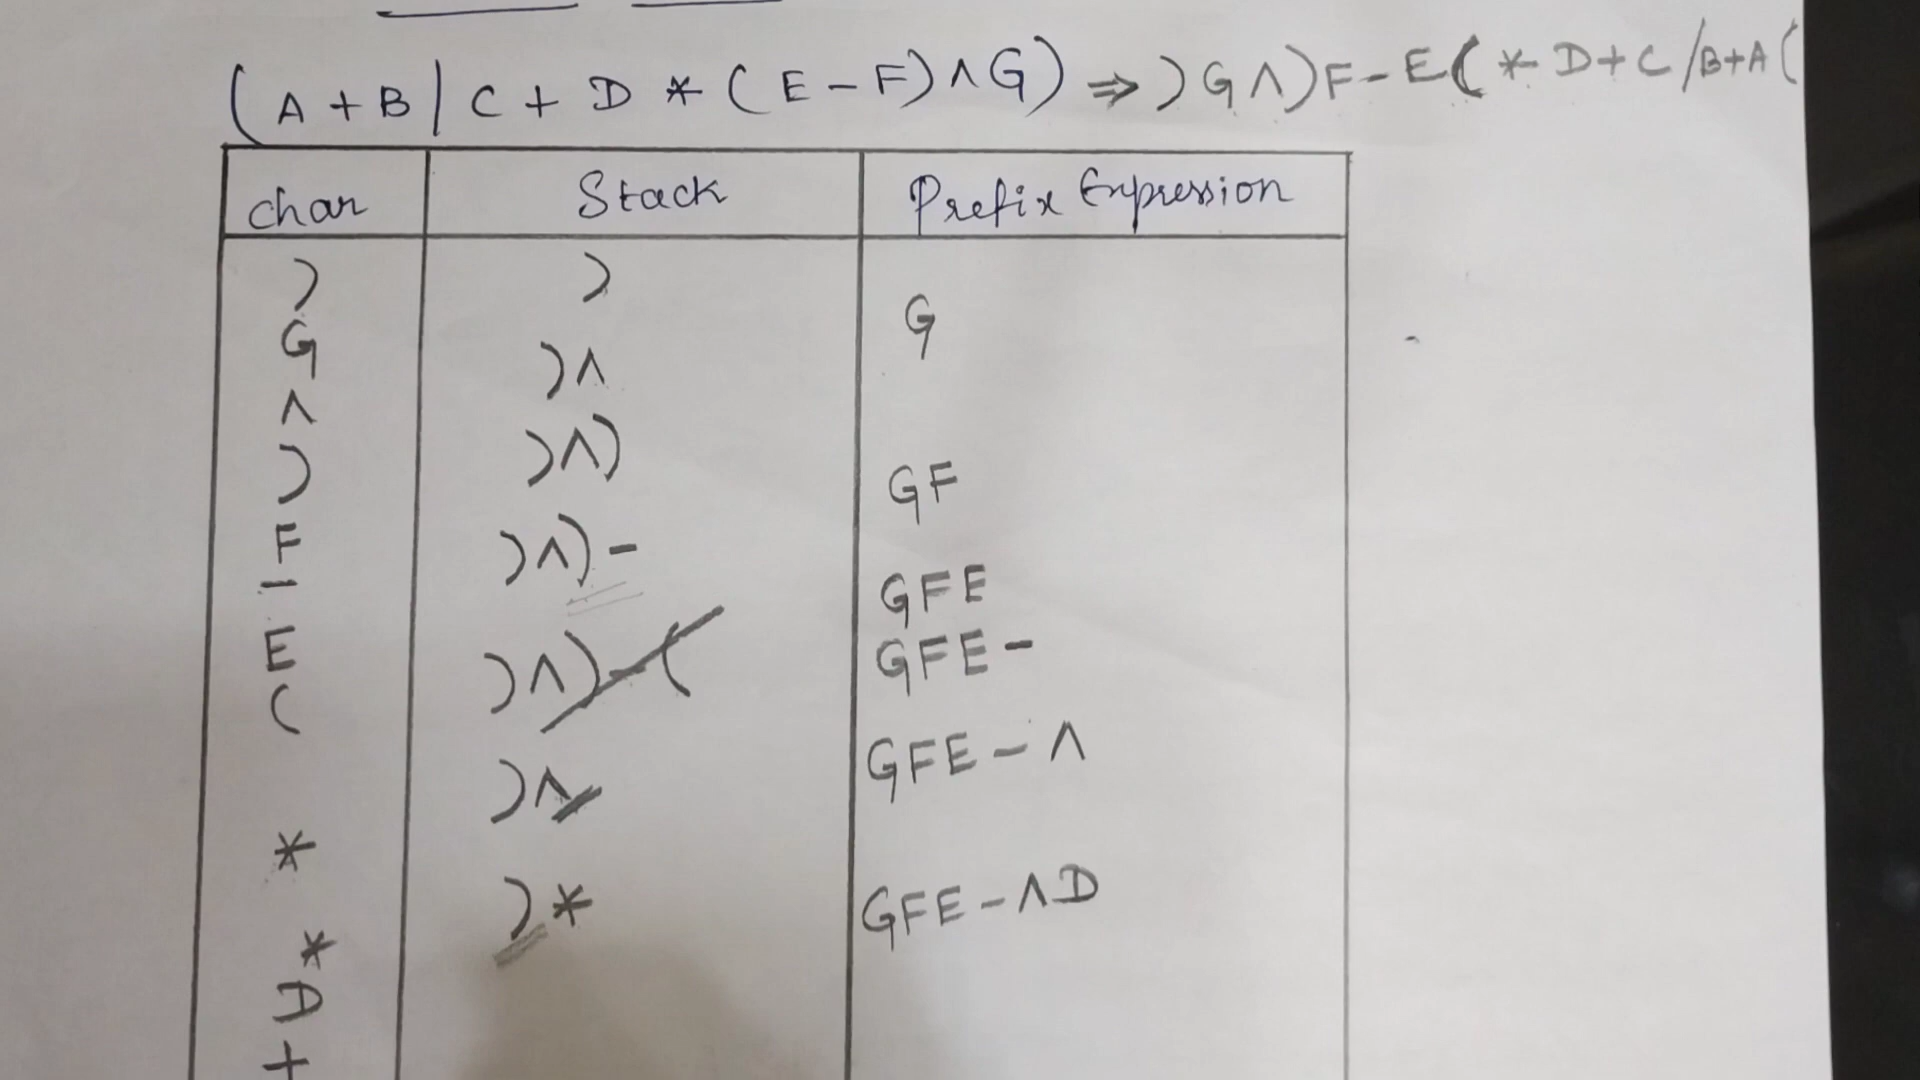 (A+B/C+D*(E-F)∧G) ⇒ )G∧)F-E(*D+C/B+A(
char Stack Prefix Expression
) )
G G
)∧
∧
) )∧) GF
F )∧)-
- GFE
E )∧)-( GFE-
(
)∧ GFE-∧
*
)* GFE-∧D
*
D
+